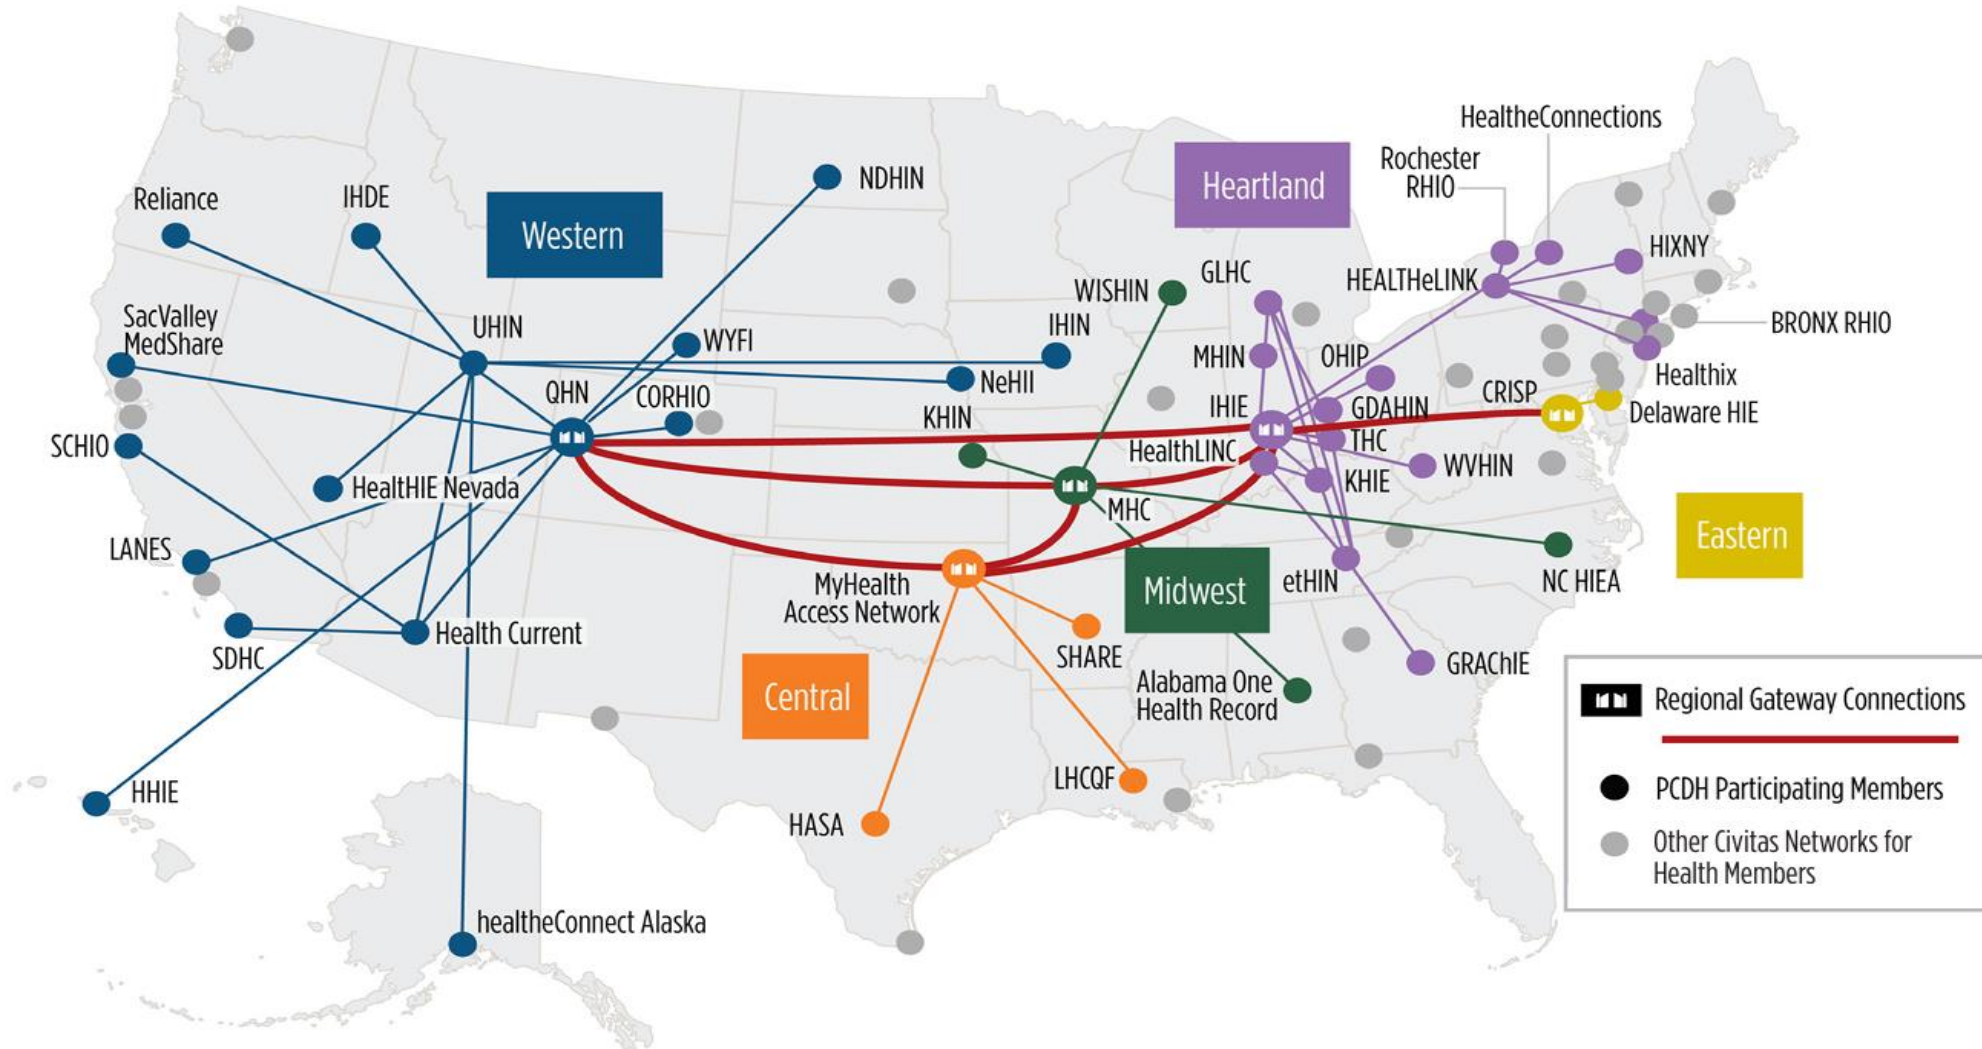 HealtheConnections
Rochester
RHIO
NDHIN
Heartland
Reliance
IHDE
Western
HIXNY
GLHC
HEALTHeLINK
WISHIN
SacValley
MedShare
UHIN
WYFI
IHIN
BRONX RHIO
MHIN
OHIP
NeHII
QHN
CORHIO
Healthix
CRISP
KHIN
IHIE
GDAHIN
Delaware HIE
SCHIO
HealthLINC
THC
WVHIN
HealtHIE Nevada
KHIE
MHC
Eastern
LANES
MyHealth
Access Network
Midwest
etHIN
NC HIEA
Health Current
SDHC
SHARE
GRAChIE
Central
Alabama One
Health Record
Regional Gateway Connections
HHIE
LHCQF
PCDH Participating Members
HASA
Other Civitas Networks for
Health Members
healtheConnect Alaska